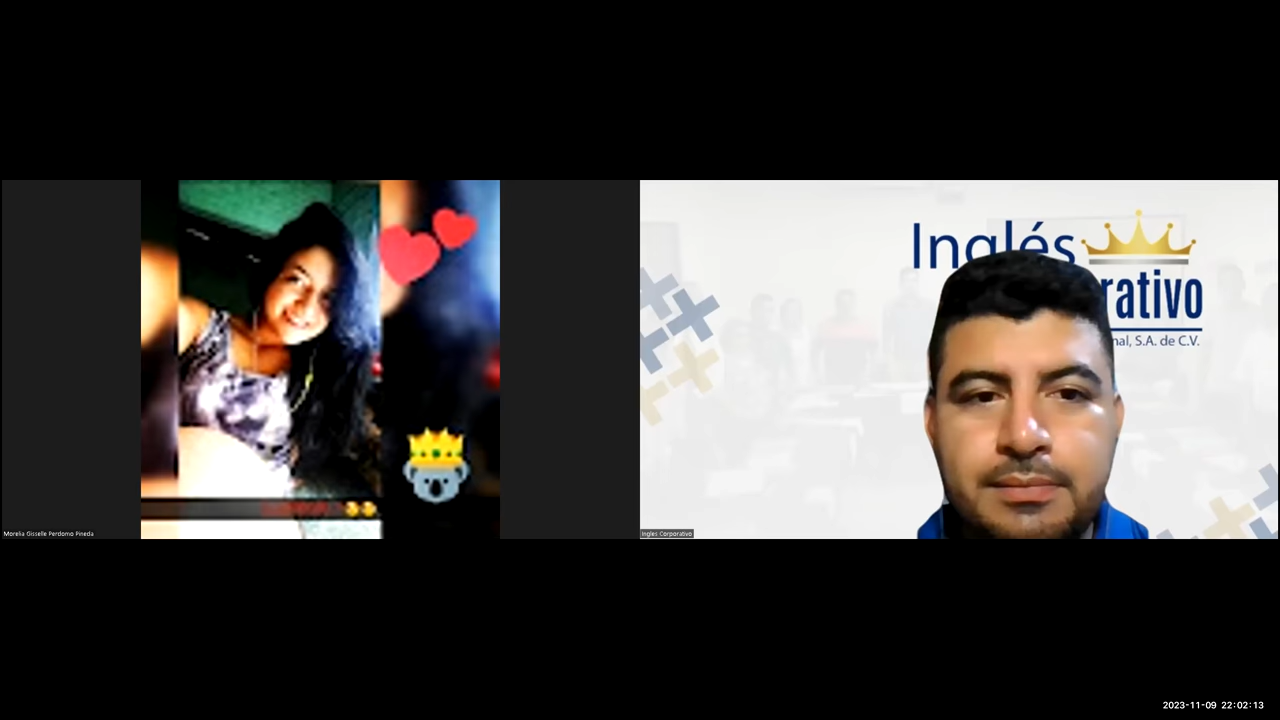 Inglés
rativo
nal, S.A. de C.V.
Morelia Gisselle Perdomo Pineda
Ingles Corporativo
2023-11-09 22:02:13